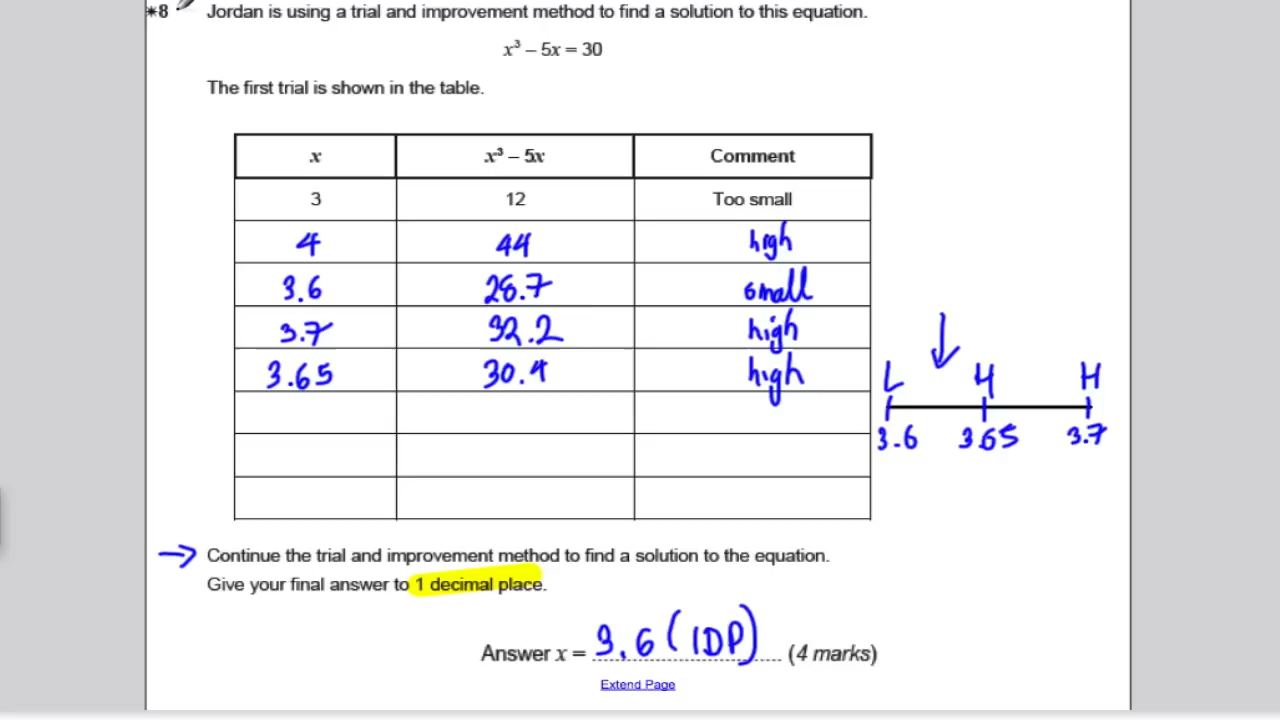 *8 Jordan is using a trial and improvement method to find a solution to this equation.
x³ – 5x = 30
The first trial is shown in the table.
x x³ – 5x Comment
3 12 Too small
4 44 high
3.6 28.7 small
3.7 32.2 high
3.65 30.4 high
L H H
3.6 3.65 3.7
Continue the trial and improvement method to find a solution to the equation.
Give your final answer to 1 decimal place.
Answer x = 3.6 (1DP) (4 marks)
Extend Page